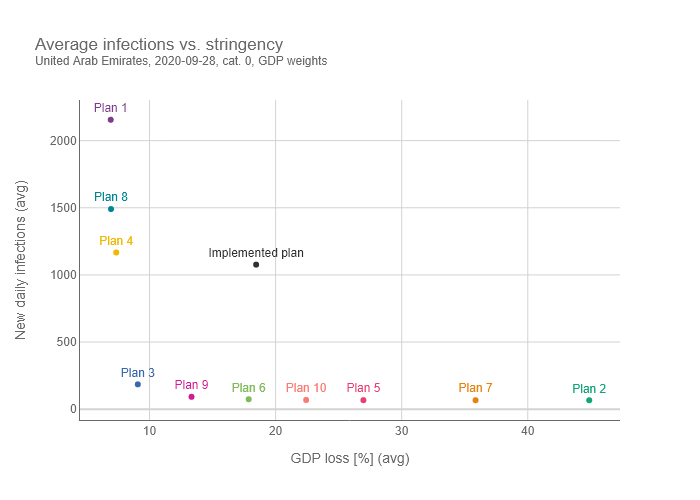 Average infections vs. stringency
United Arab Emirates, 2020-09-28, cat. 0, GDP weights
Plan 1
2000
Plan 8
1500
Plan 4
Implemented plan
1000
New daily infections (avg)
500
Plan 3
Plan 9
Plan 6
Plan 10
Plan 5
Plan 7
Plan 2
0
10
20
30
40
GDP loss [%] (avg)